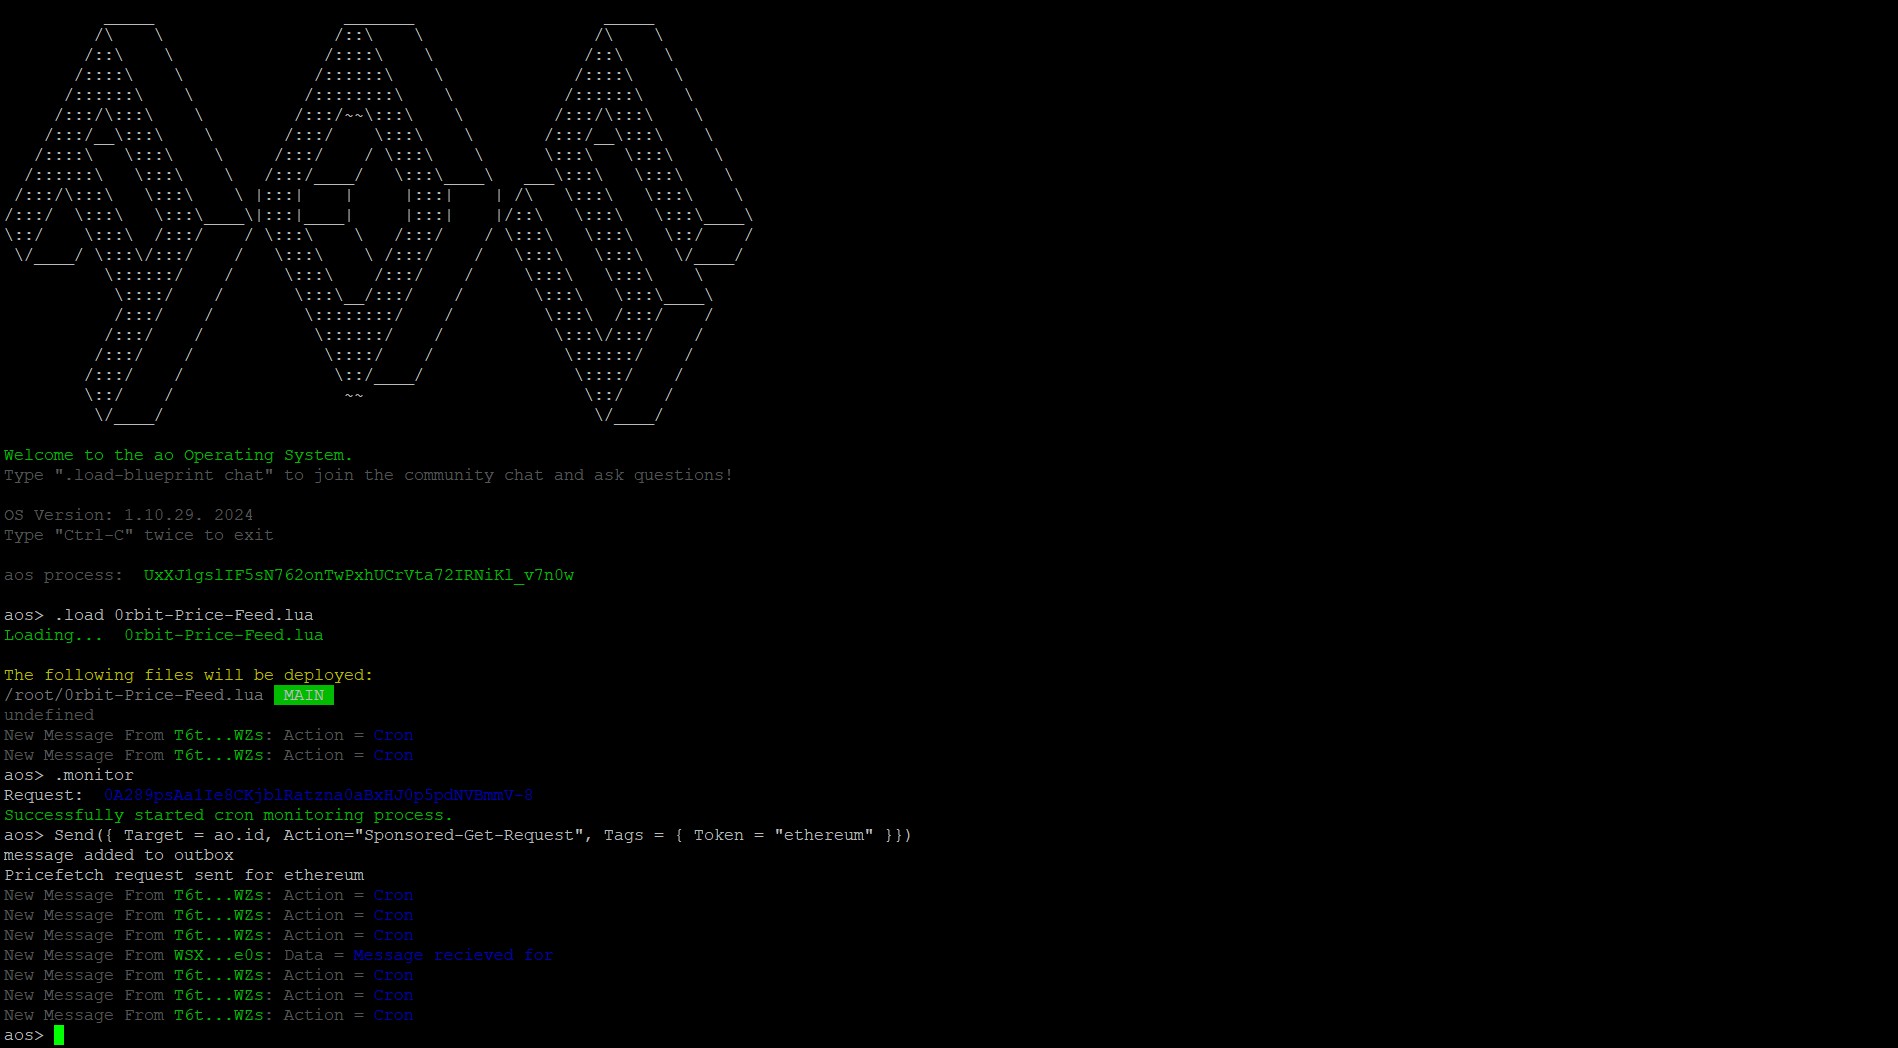 Welcome to the ao Operating System.
Type ".load-blueprint chat" to join the community chat and ask questions!
OS Version: 1.10.29. 2024
Type "Ctrl-C" twice to exit
aos process:  UxXJ1gslIF5sN762onTwPxhUCrVta72IRNiKl_v7n0w
aos> .load 0rbit-Price-Feed.lua
Loading...  0rbit-Price-Feed.lua
The following files will be deployed:
/root/0rbit-Price-Feed.lua  MAIN
undefined
New Message From T6t...WZs: Action = Cron
New Message From T6t...WZs: Action = Cron
aos> .monitor
Request:
Successfully started cron monitoring process.
aos> Send({ Target = ao.id, Action="Sponsored-Get-Request", Tags = { Token = "ethereum" }})
message added to outbox
Pricefetch request sent for ethereum
New Message From T6t...WZs: Action = Cron
New Message From T6t...WZs: Action = Cron
New Message From T6t...WZs: Action = Cron
New Message From WSX...e0s: Data = Message recieved for
New Message From T6t...WZs: Action = Cron
New Message From T6t...WZs: Action = Cron
New Message From T6t...WZs: Action = Cron
aos>